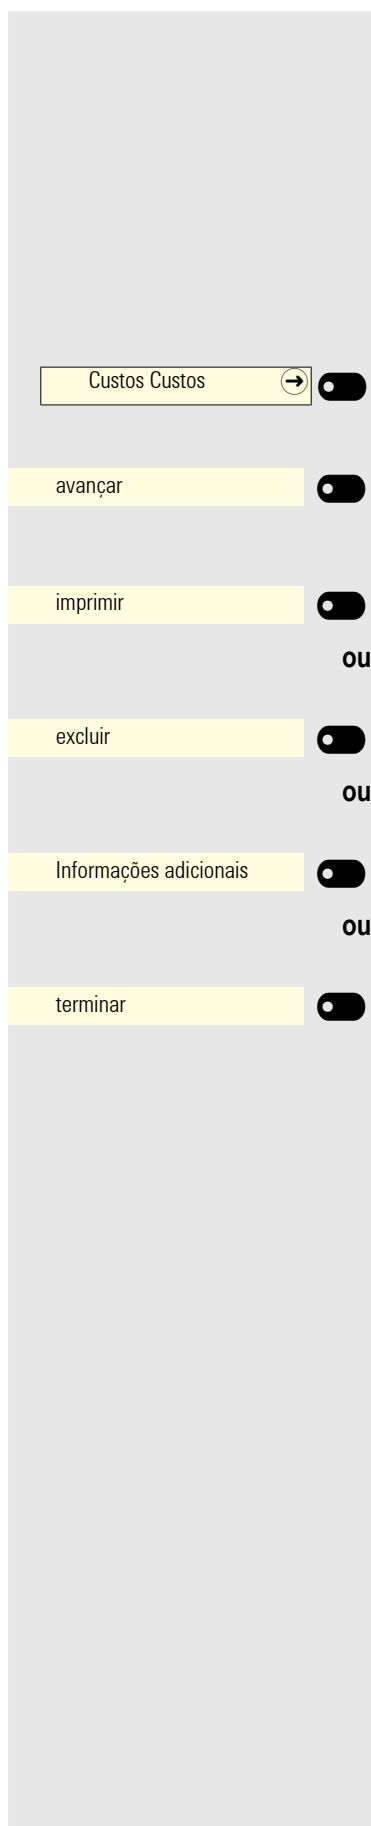 Custos Custos
avançar
imprimir
ou
excluir
ou
Informações adicionais
ou
terminar